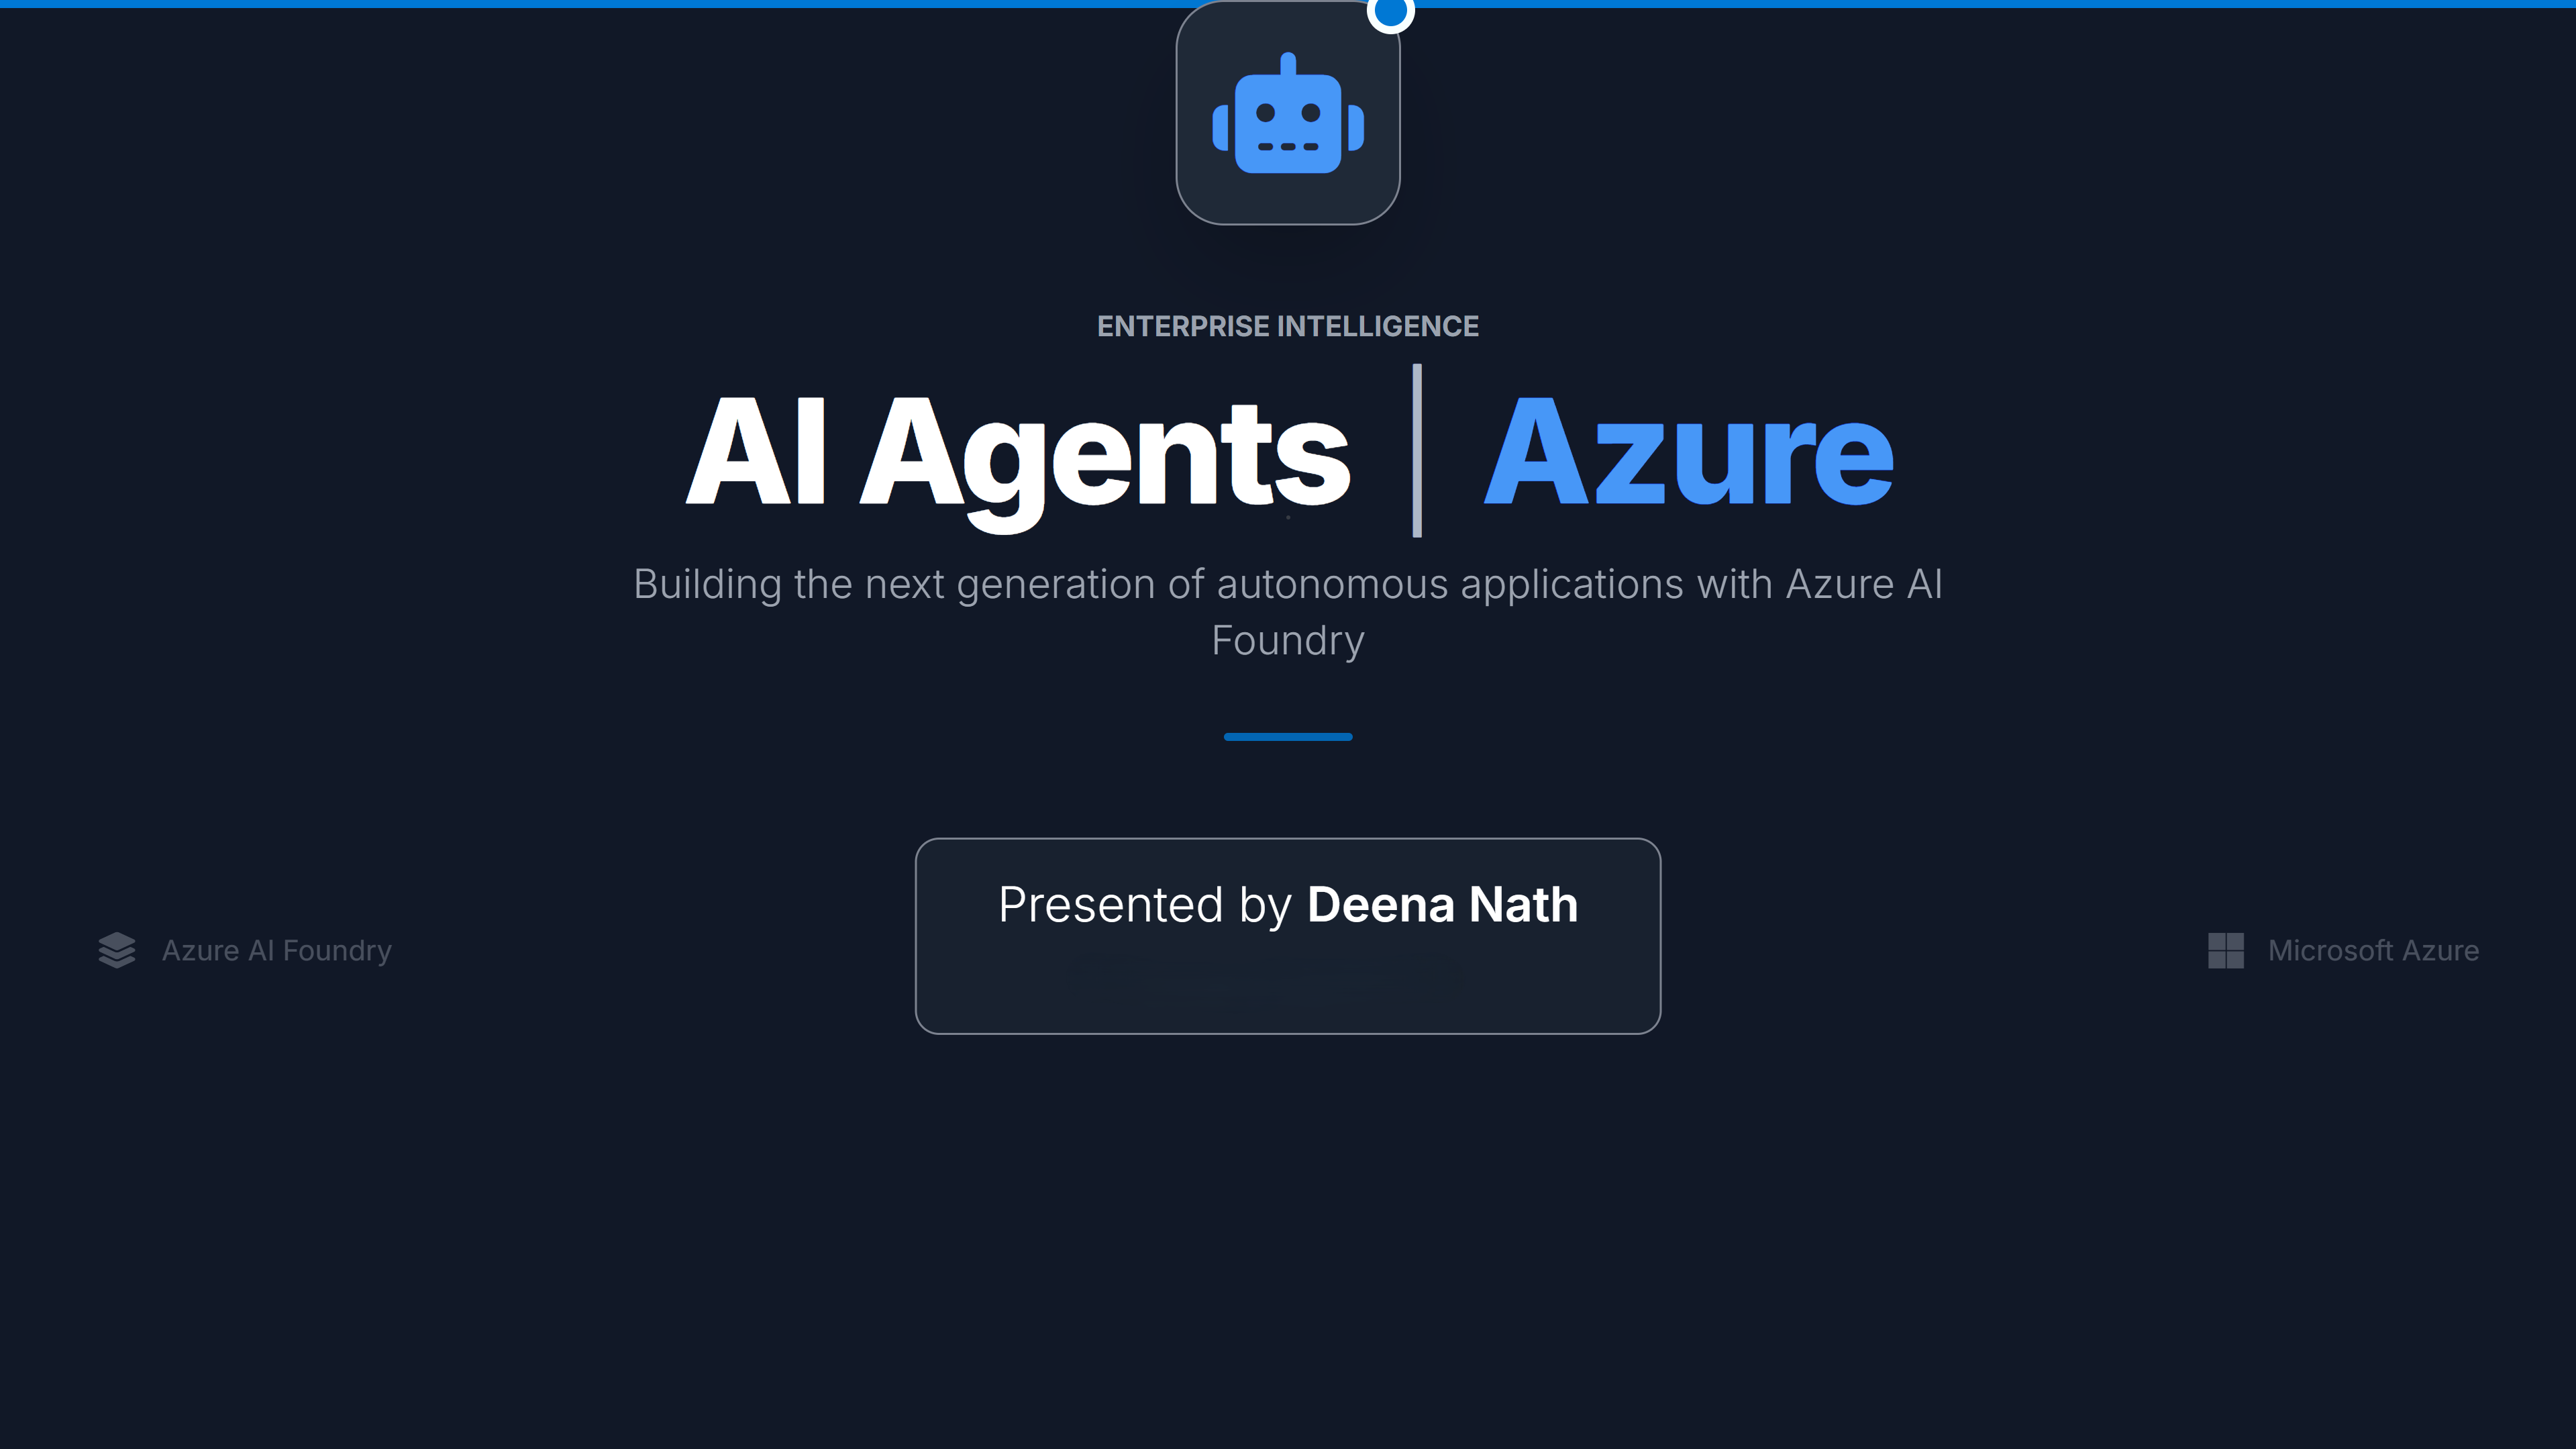 ENTERPRISE INTELLIGENCE
AI Agents | Azure
Building the next generation of autonomous applications with Azure AI
Foundry
Presented by Deena Nath
Azure AI Foundry
Microsoft Azure